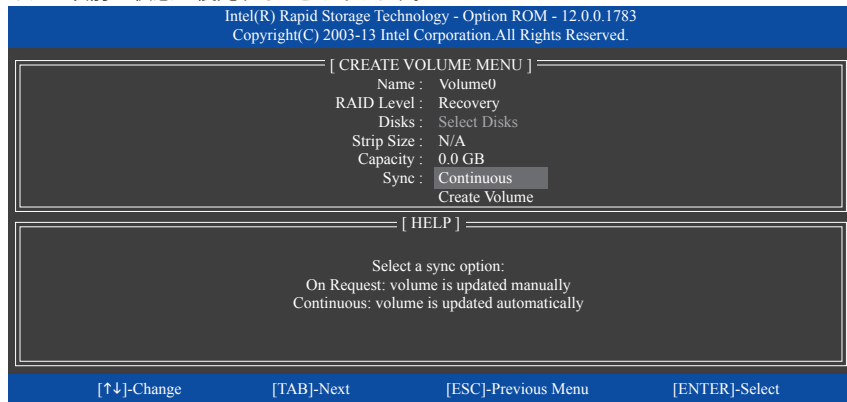 Intel(R) Rapid Storage Technology - Option ROM - 12.0.0.1783
Copyright(C) 2003-13 Intel Corporation.All Rights Reserved.
[ CREATE VOLUME MENU ]
Name : Volume0
RAID Level : Recovery
Disks : Select Disks
Strip Size : N/A
Capacity : 0.0 GB
Sync : Continuous
Create Volume
[ HELP ]
Select a sync option:
On Request: volume is updated manually
Continuous: volume is updated automatically
[↑↓]-Change [TAB]-Next [ESC]-Previous Menu [ENTER]-Select